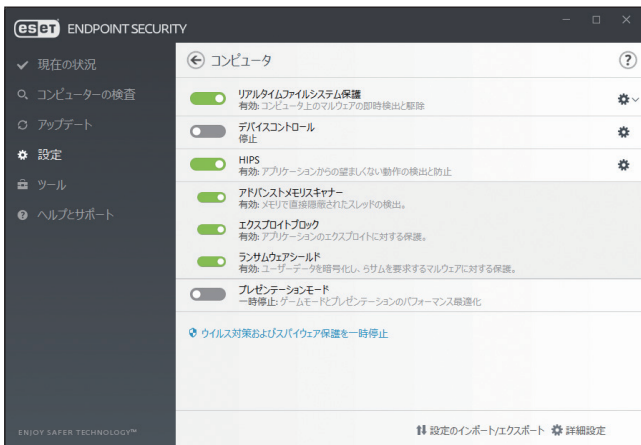 eset ENDPOINT SECURITY
現在の状況
コンピューターの検査
アップデート
設定
ツール
ヘルプとサポート
コンピュータ
?
リアルタイムファイルシステム保護
有効: コンピュータ上のマルウェアの即時検出と駆除
デバイスコントロール
停止
HIPS
有効: アプリケーションからの望ましくない動作の検出と防止
アドバンストメモリスキャナー
有効: メモリで直接隠蔽されたスレッドの検出。
エクスプロイトブロック
有効: アプリケーションのエクスプロイトに対する保護。
ランサムウェアシールド
有効: ユーザーデータを暗号化し、らサムを要求するマルウェアに対する保護。
プレゼンテーションモード
一時停止: ゲームモードとプレゼンテーションのパフォーマンス最適化
ウイルス対策およびスパイウェア保護を一時停止
ENJOY SAFER TECHNOLOGY™
設定のインポート/エクスポート 詳細設定